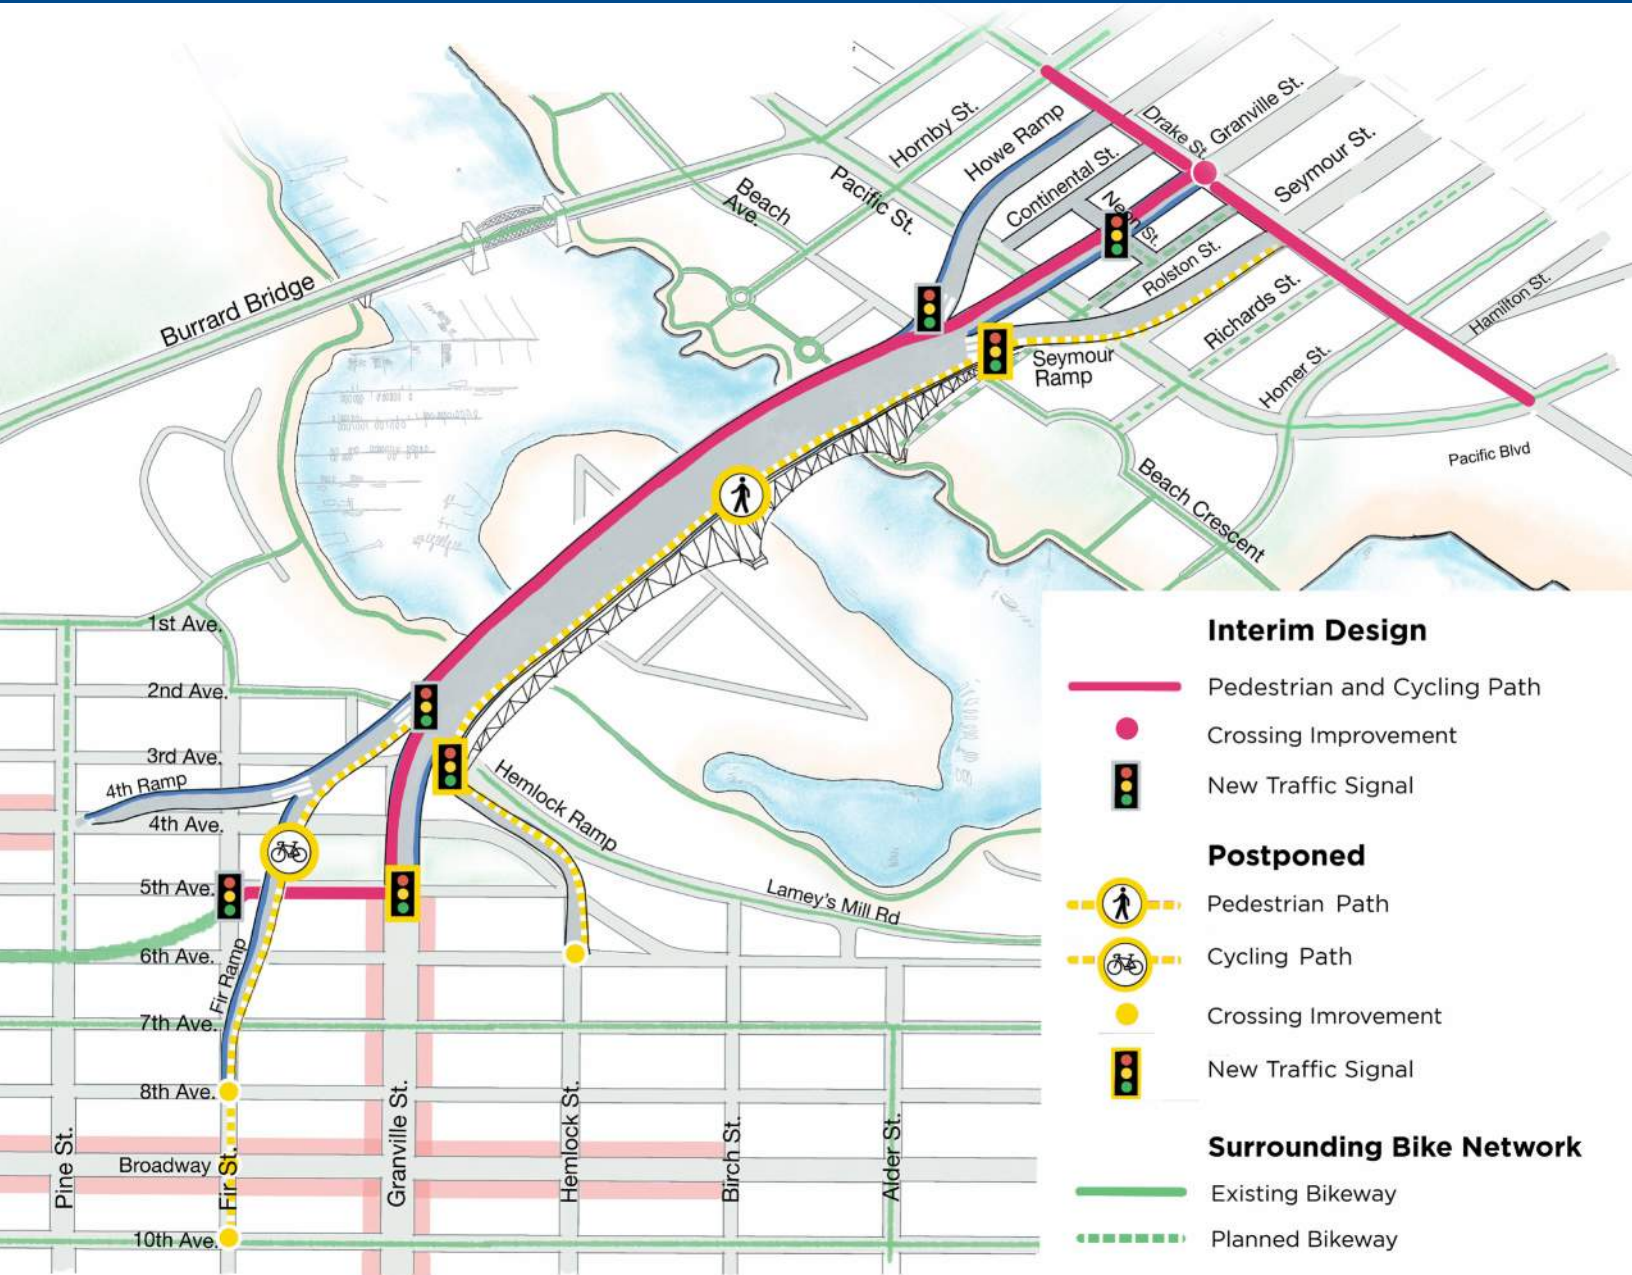 Hornby St.
Howe Ramp
Drake St.
Granville St.
Continental St.
Seymour St.
Beach
Ave.
Pacific St.
Neon St.
Rolston St.
Burrard Bridge
Richards St.
Hamilton St.
Seymour
Ramp
Homer St.
Pacific Blvd
Beach Crescent
1st Ave.
2nd Ave.
3rd Ave.
4th Ramp
4th Ave.
Hemlock Ramp
5th Ave.
Lamey's Mill Rd
6th Ave.
Fir Ramp
7th Ave.
8th Ave.
Broadway
10th Ave.
Pine St.
Fir St.
Granville St.
Hemlock St.
Birch St.
Alder St.
Interim Design
Pedestrian and Cycling Path
Crossing Improvement
New Traffic Signal
Postponed
Pedestrian Path
Cycling Path
Crossing Imrovement
New Traffic Signal
Surrounding Bike Network
Existing Bikeway
Planned Bikeway